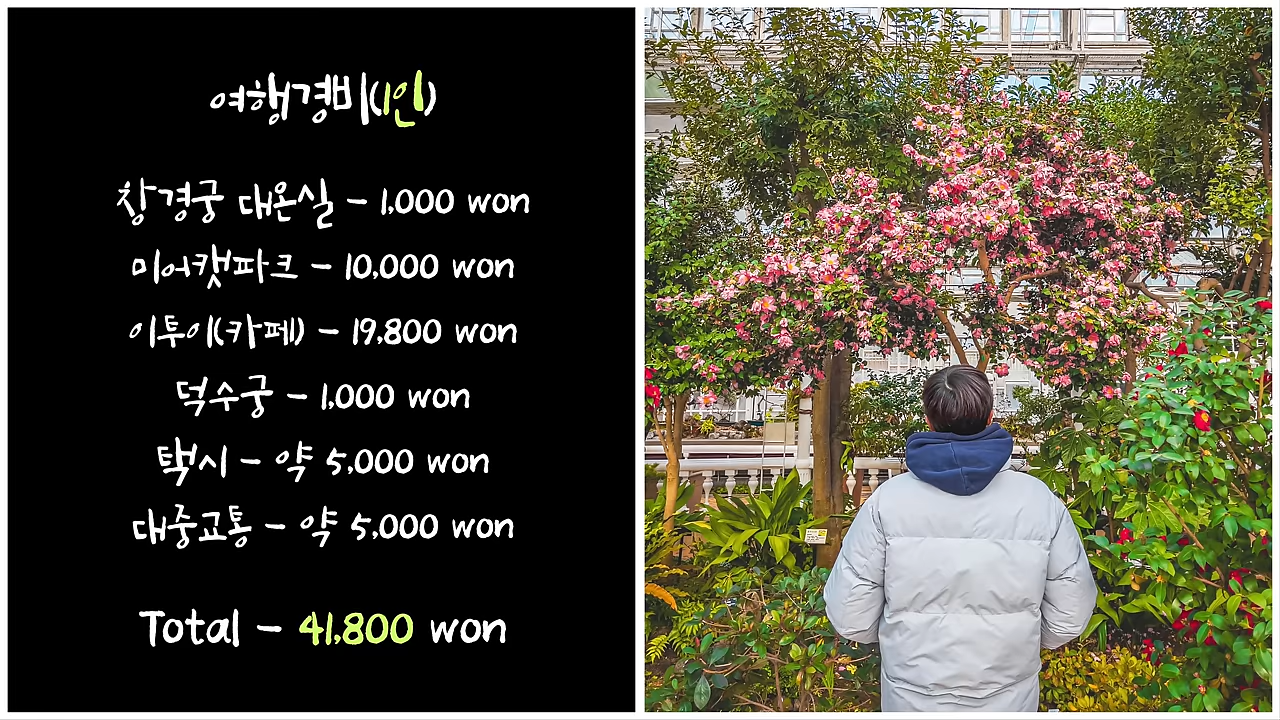 여행경비(1인)
창경궁 대온실 - 1,000 won
미어캣파크 - 10,000 won
이투이(카페) - 19,800 won
덕수궁 - 1,000 won
택시 - 약 5,000 won
대중교통 - 약 5,000 won
Total - 41,800 won